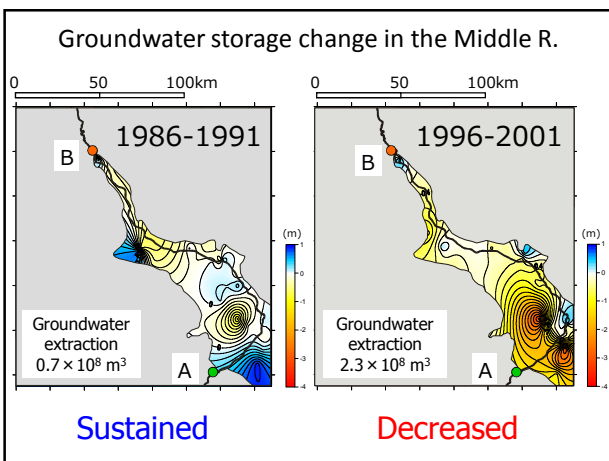 Groundwater storage change in the Middle R.
0 50 100km
0 50 100km
1986-1991
B
(m)
1
0
-1
-2
-3
-4
Groundwater
extraction
0.7 × 10⁸ m³
A
1996-2001
B
(m)
1
0
-1
-2
-3
-4
Groundwater
extraction
2.3 × 10⁸ m³
A
Sustained
Decreased